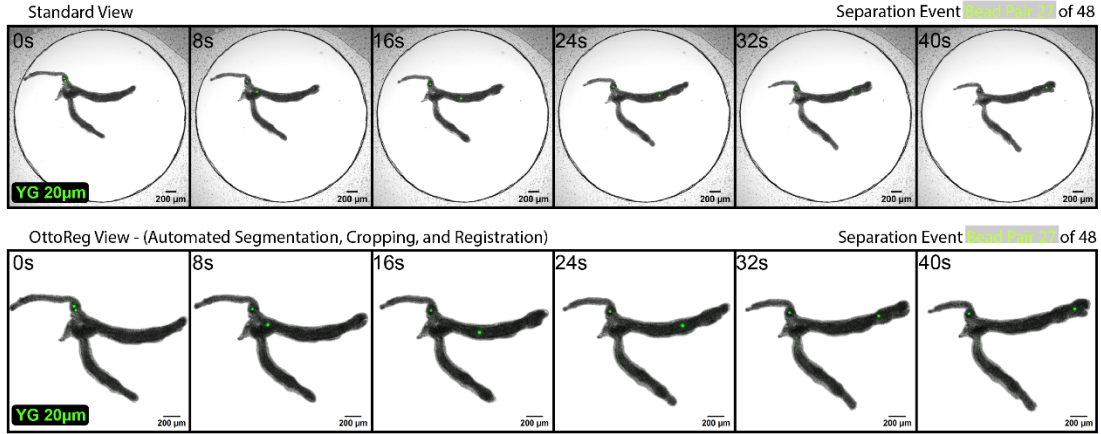 Standard View
Separation Event Bead Pair 27 of 48
0s
8s
16s
24s
32s
40s
YG 20µm
200 µm
200 µm
200 µm
200 µm
200 µm
200 µm
OttoReg View - (Automated Segmentation, Cropping, and Registration)
Separation Event Bead Pair 27 of 48
0s
8s
16s
24s
32s
40s
YG 20µm
200 µm
200 µm
200 µm
200 µm
200 µm
200 µm